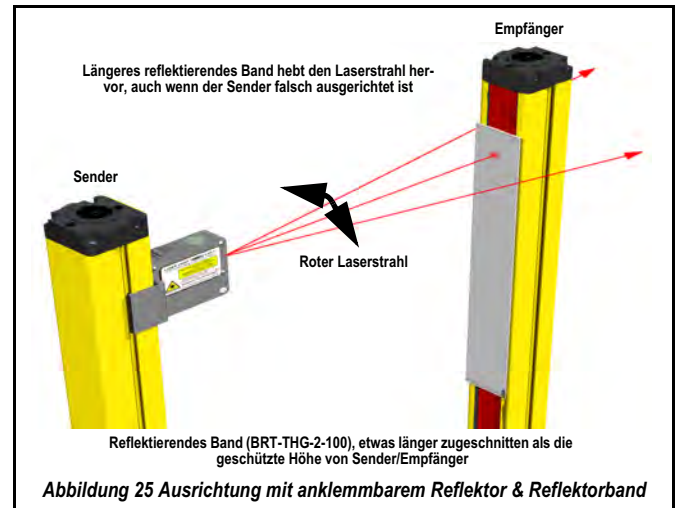 Empfänger
Längeres reflektierendes Band hebt den Laserstrahl her-
vor, auch wenn der Sender falsch ausgerichtet ist
Sender
Roter Laserstrahl
Reflektierendes Band (BRT-THG-2-100), etwas länger zugeschnitten als die
geschützte Höhe von Sender/Empfänger
Abbildung 25 Ausrichtung mit anklemmbarem Reflektor & Reflektorband